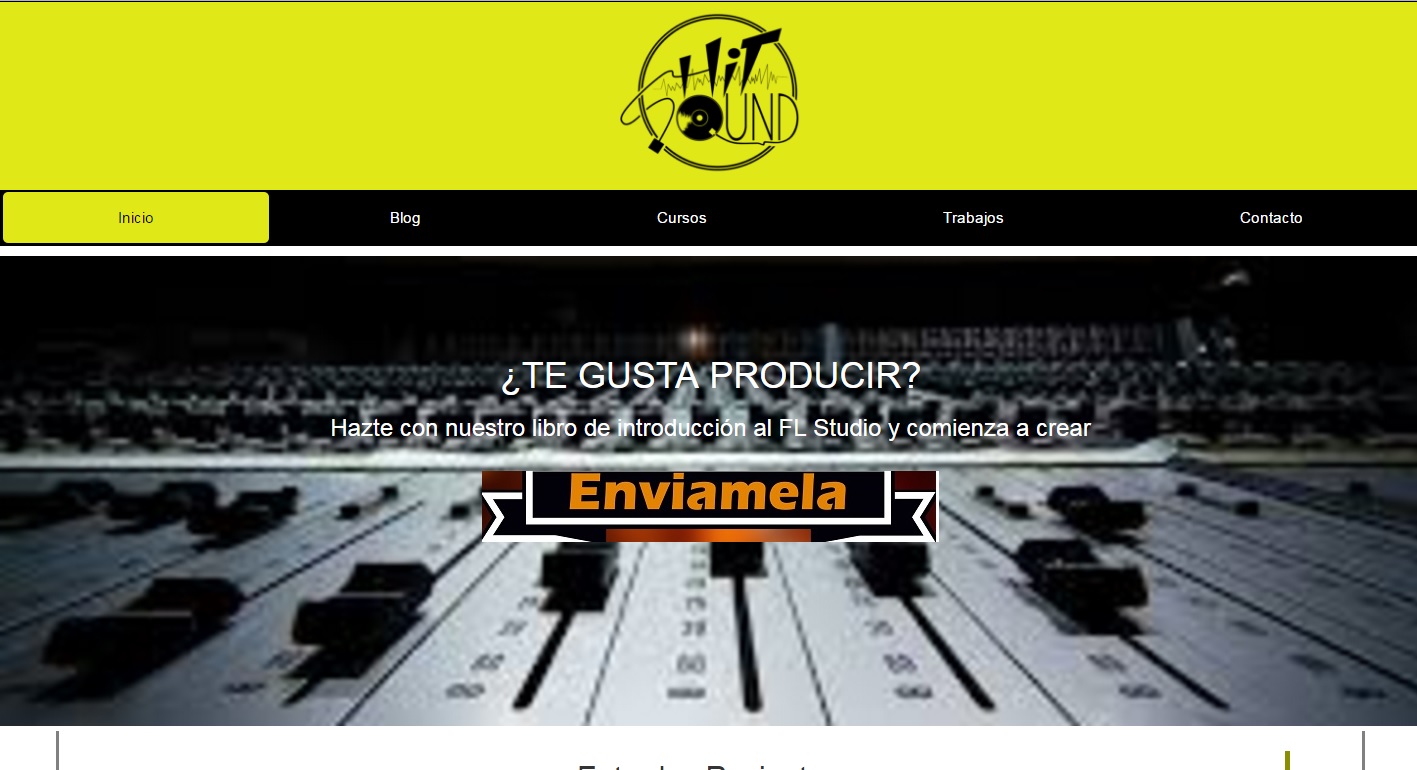 HiT
SOUND
Inicio
Blog
Cursos
Trabajos
Contacto
¿TE GUSTA PRODUCIR?
Hazte con nuestro libro de introducción al FL Studio y comienza a crear
Enviamela